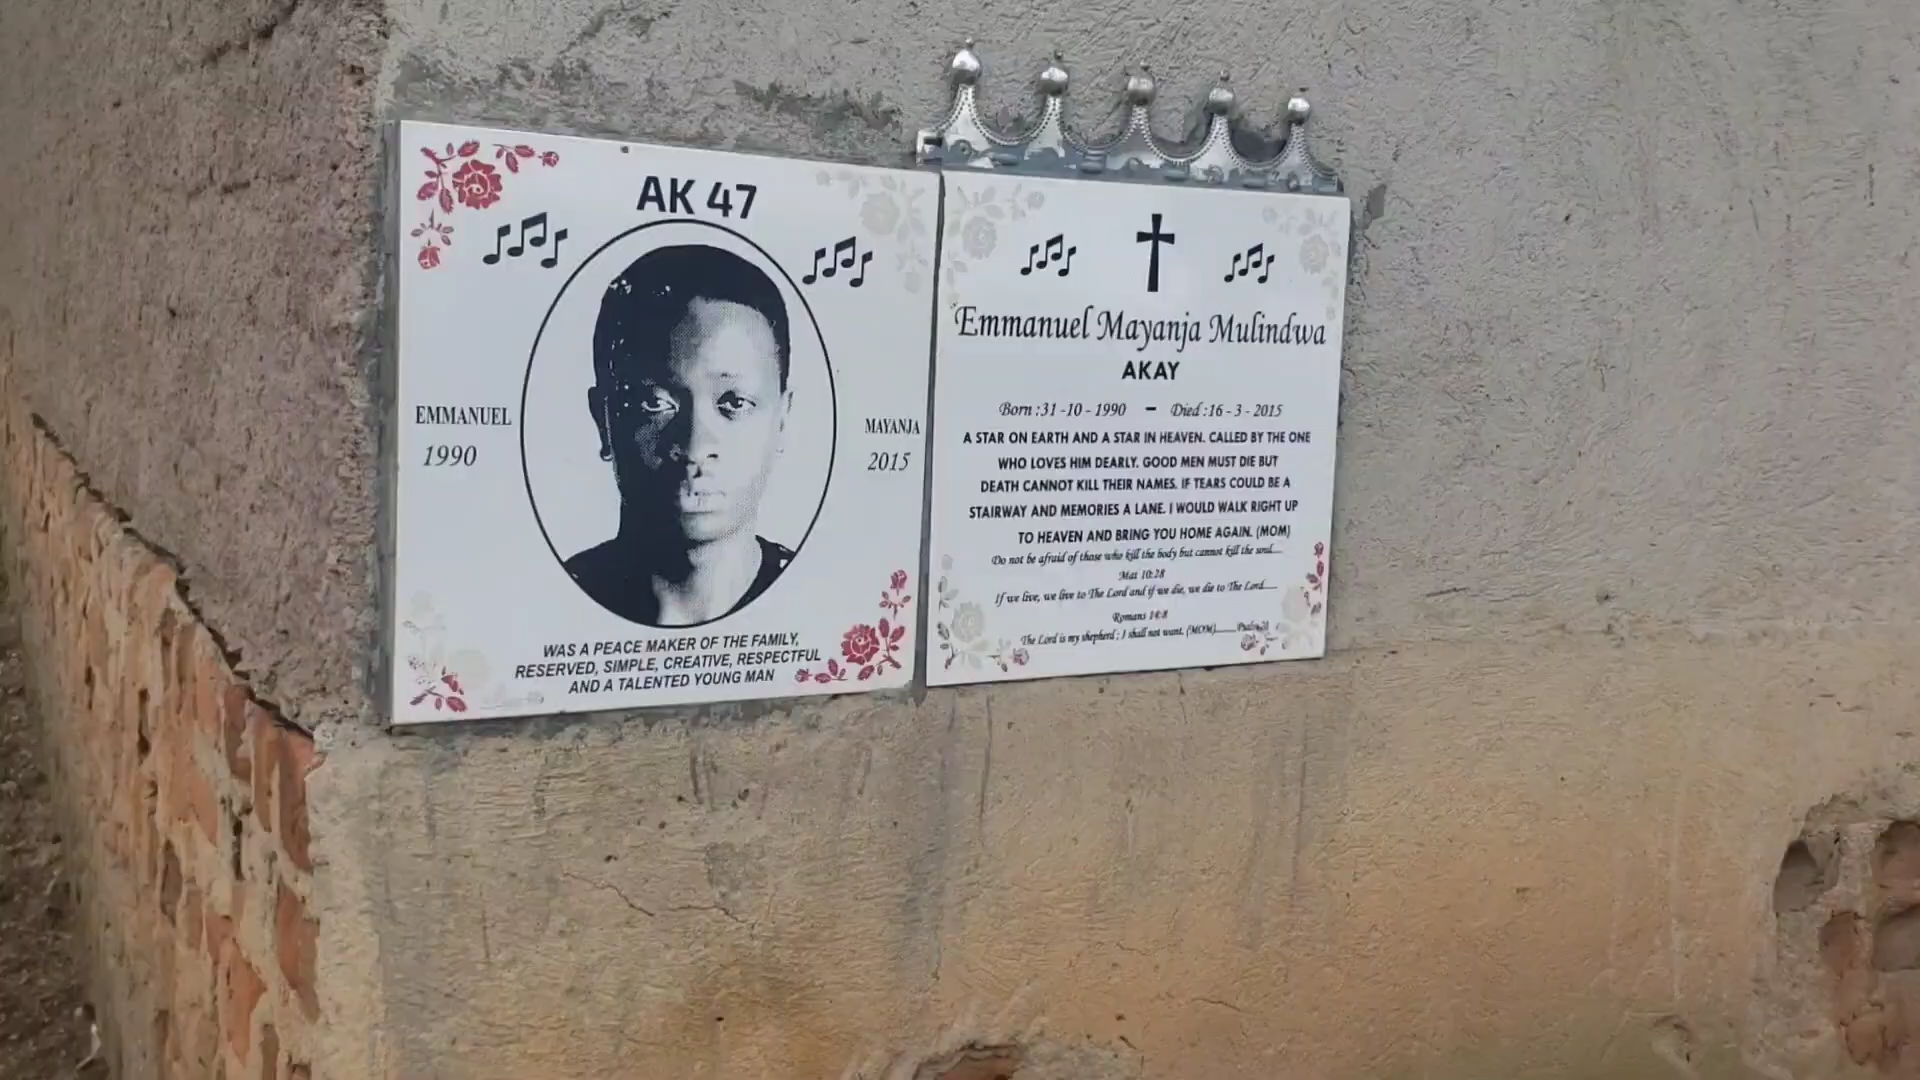 AK 47
EMMANUEL
1990
MAYANJA
2015
WAS A PEACE MAKER OF THE FAMILY,
RESERVED, SIMPLE, CREATIVE, RESPECTFUL
AND A TALENTED YOUNG MAN
Emmanuel Mayanja Mulindwa
AKAY
Born : 31 -10 - 1990 - Died : 16 - 3 - 2015
A STAR ON EARTH AND A STAR IN HEAVEN. CALLED BY THE ONE
WHO LOVES HIM DEARLY. GOOD MEN MUST DIE BUT
DEATH CANNOT KILL THEIR NAMES. IF TEARS COULD BE A
STAIRWAY AND MEMORIES A LANE. I WOULD WALK RIGHT UP
TO HEAVEN AND BRING YOU HOME AGAIN. (MOM)
Do not be afraid of those who kill the body but cannot kill the soul....
Mat 10:28
If we live, we live to The Lord and if we die, we die to The Lord.....
Romans 14:8
The Lord is my shepherd ; I shall not want. (MOM)........